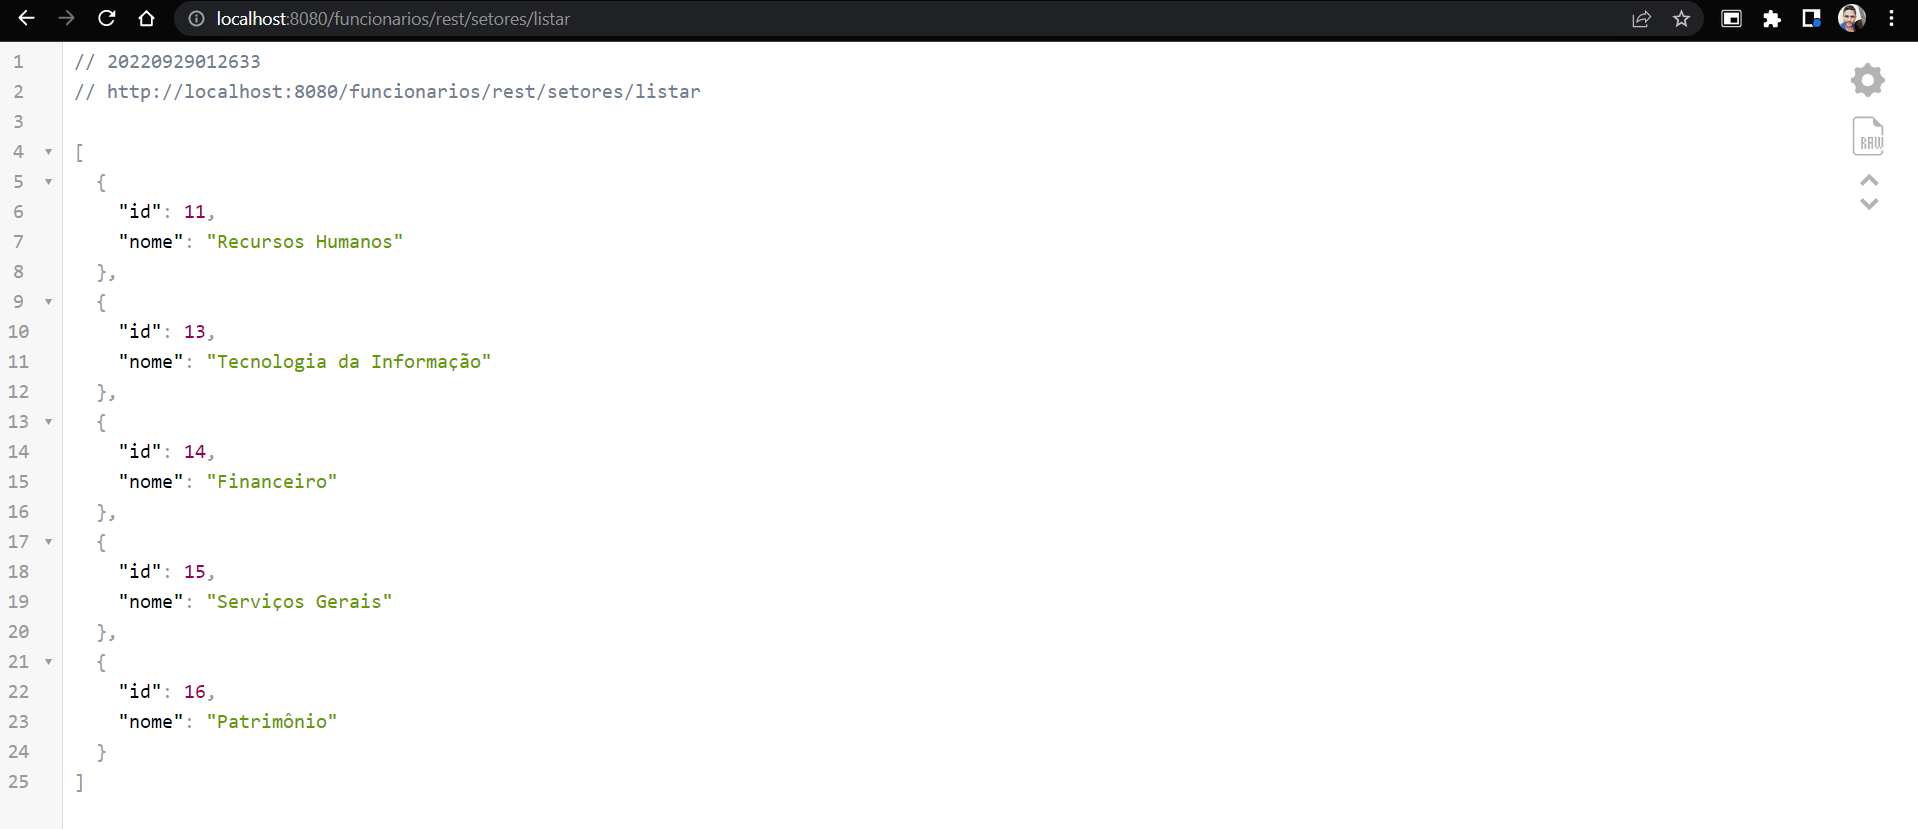 localhost:8080/funcionarios/rest/setores/listar
1 // 20220929012633
2 // http://localhost:8080/funcionarios/rest/setores/listar
3
4 [
5 {
6 "id": 11,
7 "nome": "Recursos Humanos"
8 },
9 {
10 "id": 13,
11 "nome": "Tecnologia da Informação"
12 },
13 {
14 "id": 14,
15 "nome": "Financeiro"
16 },
17 {
18 "id": 15,
19 "nome": "Serviços Gerais"
20 },
21 {
22 "id": 16,
23 "nome": "Patrimônio"
24 }
25 ]
RAW